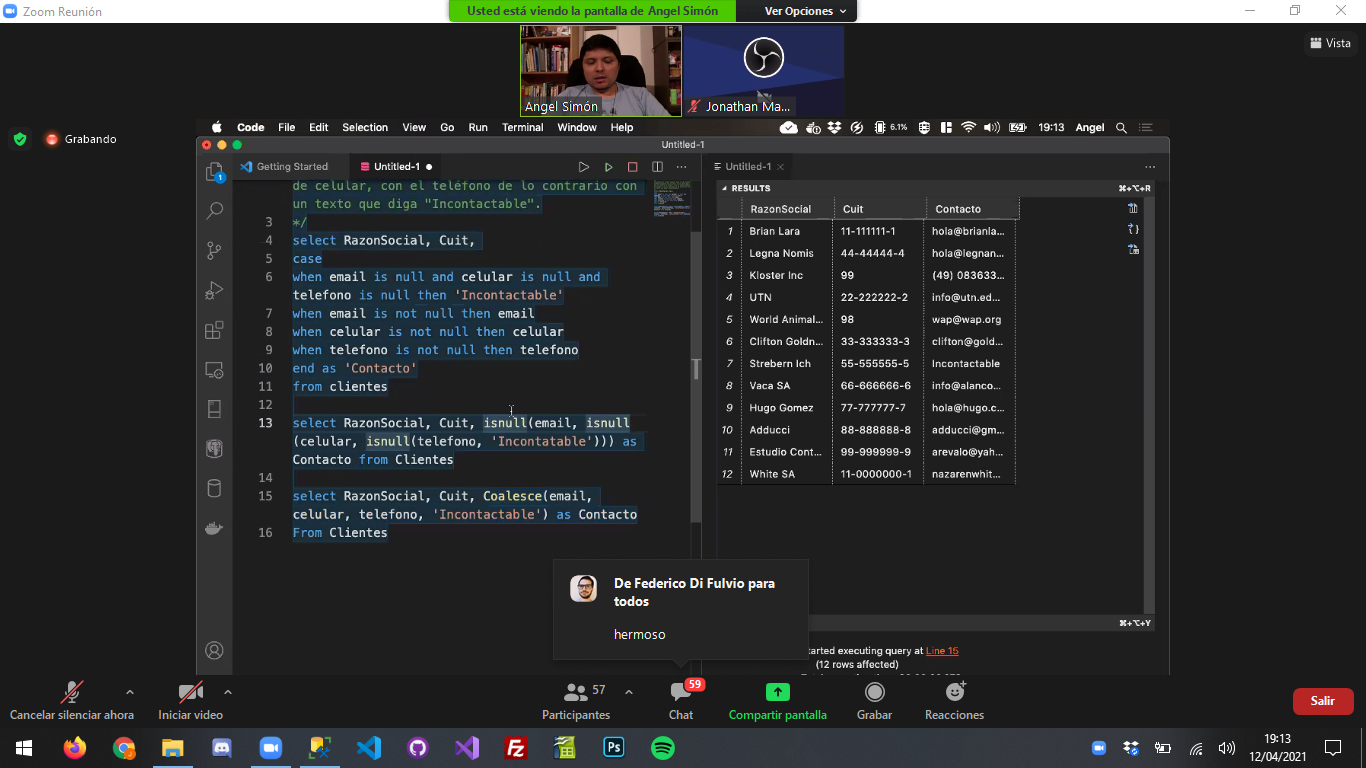 Zoom Reunión
Usted está viendo la pantalla de Angel Simón
Ver Opciones
Vista
Angel Simón
Jonathan Ma...
Grabando
Code File Edit Selection View Go Run Terminal Window Help
6.1%
19:13 Angel
Untitled-1
Getting Started
Untitled-1
Untitled-1
1
de celular, con el teléfono de lo contrario con
un texto que diga "Incontactable".
3 */
4 select RazonSocial, Cuit,
5 case
6 when email is null and celular is null and
telefono is null then 'Incontactable'
7 when email is not null then email
8 when celular is not null then celular
9 when telefono is not null then telefono
10 end as 'Contacto'
11 from clientes
12
13 select RazonSocial, Cuit, isnull(email, isnull
(celular, isnull(telefono, 'Incontatable'))) as
Contacto from Clientes
14
15 select RazonSocial, Cuit, Coalesce(email,
celular, telefono, 'Incontactable') as Contacto
16 From Clientes
RESULTS
⌘+⌥+R
RazonSocial Cuit Contacto
1 Brian Lara 11-111111-1 hola@brianla...
2 Legna Nomis 44-44444-4 hola@legnan...
3 Kloster Inc 99 (49) 083633...
4 UTN 22-222222-2 info@utn.ed...
5 World Animal... 98 wap@wap.org
6 Clifton Goldn... 33-333333-3 clifton@gold...
7 Strebern Ich 55-555555-5 Incontactable
8 Vaca SA 66-666666-6 info@alanco...
9 Hugo Gomez 77-777777-7 hola@hugo.c...
10 Adducci 88-888888-8 adducci@gm...
11 Estudio Cont... 99-999999-9 arevalo@yah...
12 White SA 11-0000000-1 nazarenwhit...
⌘+⌥+Y
arted executing query at Line 15
(12 rows affected)
De Federico Di Fulvio para
todos
hermoso
Cancelar silenciar ahora
Iniciar video
57
Participantes
59
Chat
Compartir pantalla
Grabar
Reacciones
Salir
Fz
Ps
19:13
12/04/2021